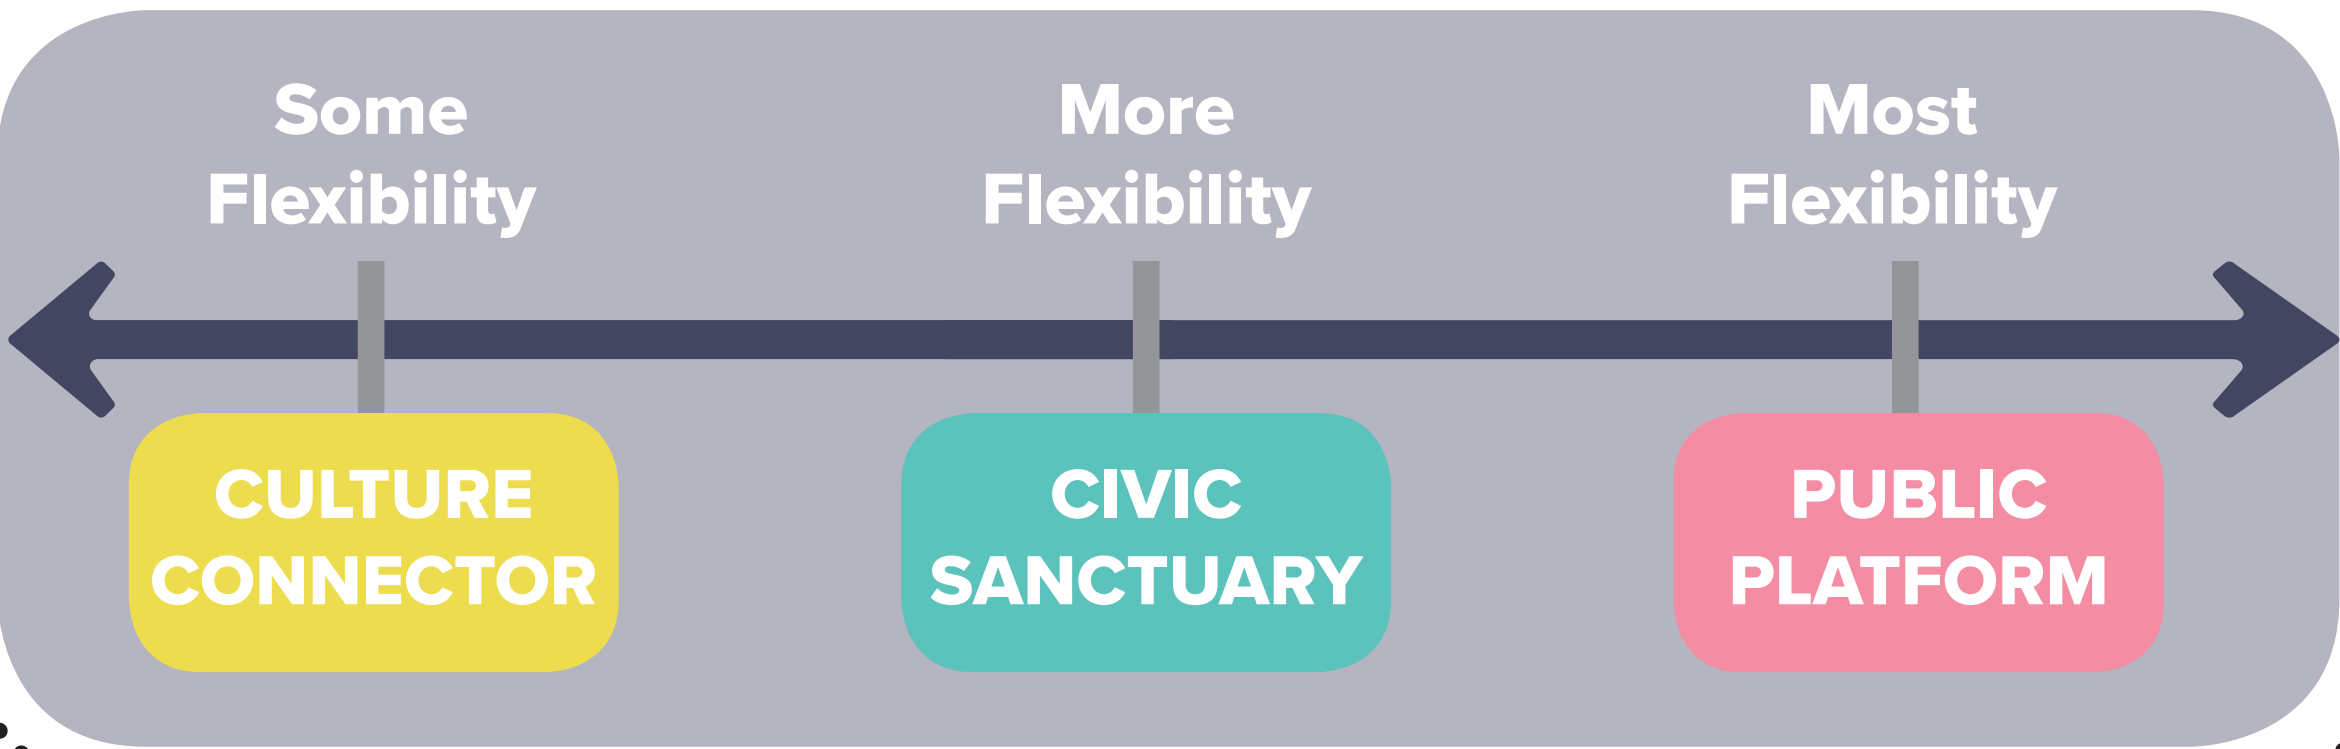 Some
Flexibility
More
Flexibility
Most
Flexibility
CULTURE
CONNECTOR
CIVIC
SANCTUARY
PUBLIC
PLATFORM